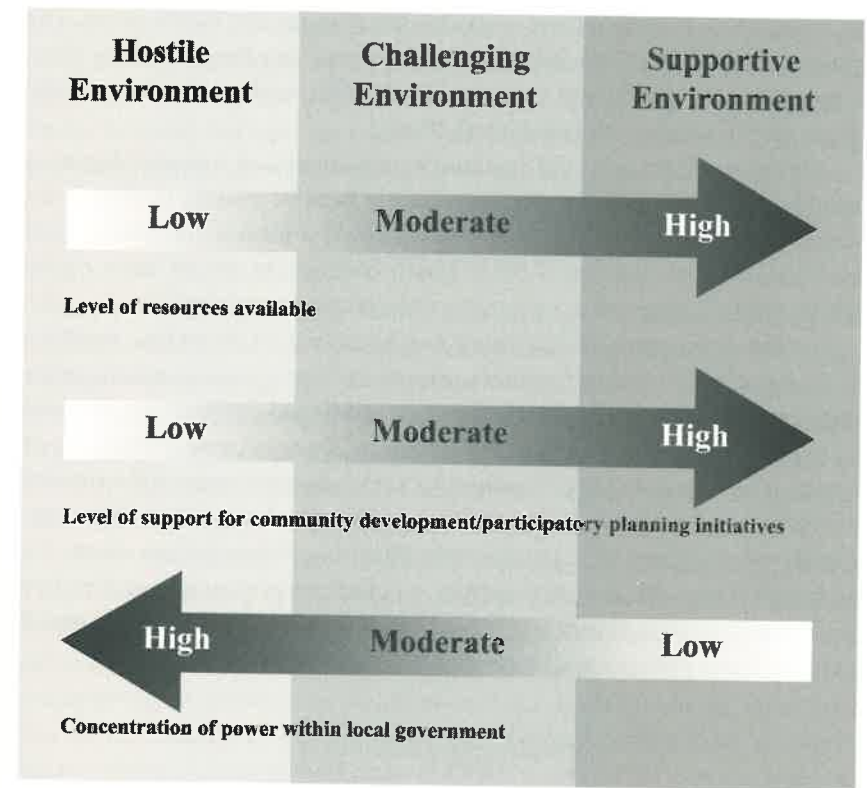 Hostile
Environment
Challenging
Environment
Supportive
Environment
Low
Moderate
High
Level of resources available
Low
Moderate
High
Level of support for community development/participatory planning initiatives
High
Moderate
Low
Concentration of power within local government